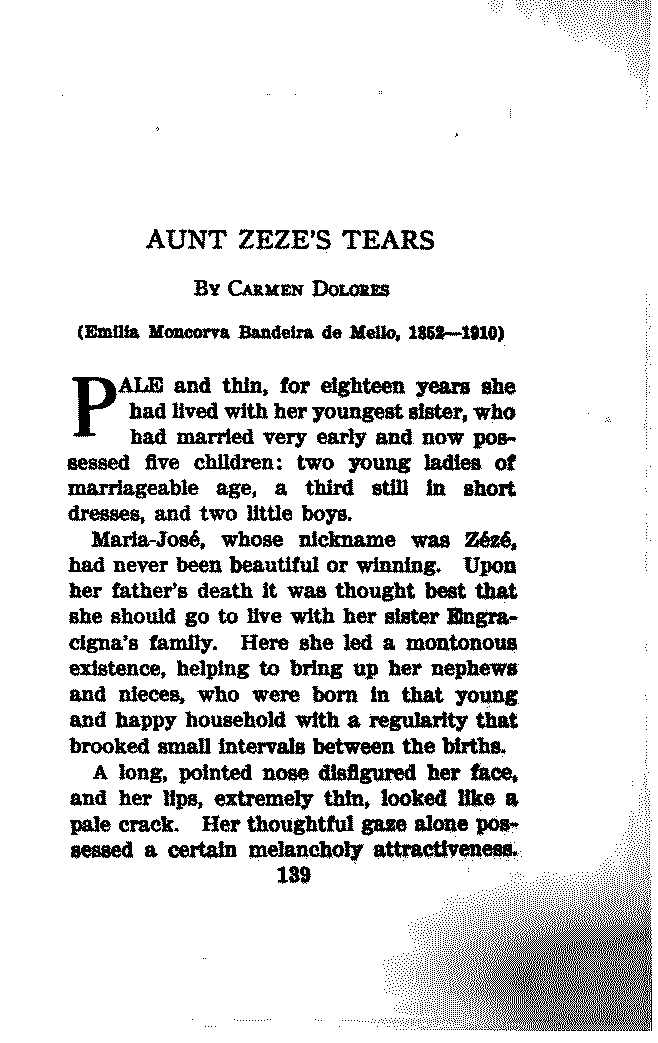 AUNT ZEZE'S TEARS
By Carmen Dolores
(Emilia Moncorva Bandeira de Mello, 1852—1910)
PALE and thin, for eighteen years she
had lived with her youngest sister, who
had married very early and now pos-
sessed five children: two young ladies of
marriageable age, a third still in short
dresses, and two little boys.
Maria-José, whose nickname was Zézé,
had never been beautiful or winning. Upon
her father's death it was thought best that
she should go to live with her sister Engra-
cigna's family. Here she led a montonous
existence, helping to bring up her nephews
and nieces, who were born in that young
and happy household with a regularity that
brooked small intervals between the births.
A long, pointed nose disfigured her face,
and her lips, extremely thin, looked like a
pale crack. Her thoughtful gaze alone pos-
sessed a certain melancholy attractiveness.
139